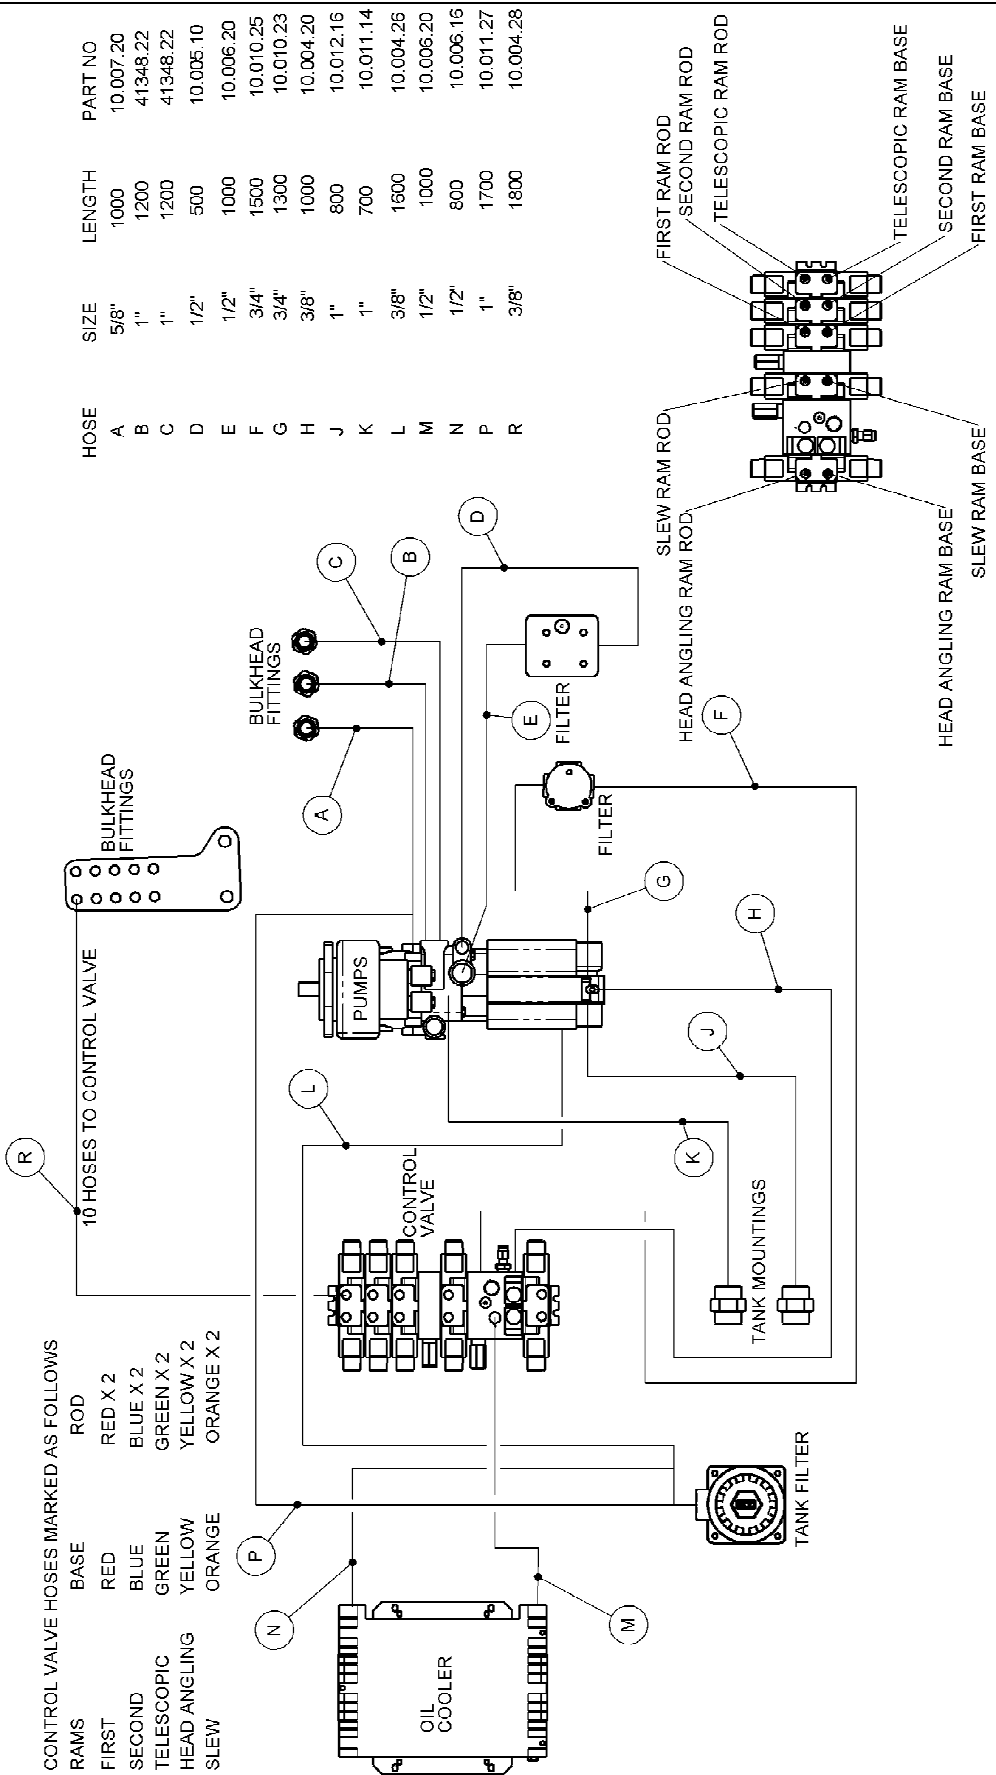 CONTROL VALVE HOSES MARKED AS FOLLOWS
RAMS BASE ROD
FIRST RED RED X 2
SECOND BLUE BLUE X 2
TELESCOPIC GREEN GREEN X 2
HEAD ANGLING YELLOW YELLOW X 2
SLEW ORANGE ORANGE X 2
R
10 HOSES TO CONTROL VALVE
BULKHEAD
FITTINGS
HOSE SIZE LENGTH PART NO
A 5/8" 1000 10.007.20
B 1" 1200 41348.22
C 1" 1200 41348.22
D 1/2" 500 10.005.10
E 1/2" 1000 10.006.20
F 3/4" 1500 10.010.25
G 3/4" 1300 10.010.23
H 3/8" 1000 10.004.20
J 1" 800 10.012.16
K 1" 700 10.011.14
L 3/8" 1600 10.004.26
M 1/2" 1000 10.006.20
N 1/2" 800 10.006.16
P 1" 1700 10.011.27
R 3/8" 1800 10.004.28
BULKHEAD
FITTINGS
P
N
L
A
C
B
D
PUMPS
CONTROL
VALVE
OIL
COOLER
M
E
FILTER
FILTER
G
F
H
J
K
TANK MOUNTINGS
TANK FILTER
SLEW RAM ROD
HEAD ANGLING RAM ROD
FIRST RAM ROD
SECOND RAM ROD
TELESCOPIC RAM ROD
TELESCOPIC RAM BASE
SECOND RAM BASE
FIRST RAM BASE
HEAD ANGLING RAM BASE
SLEW RAM BASE